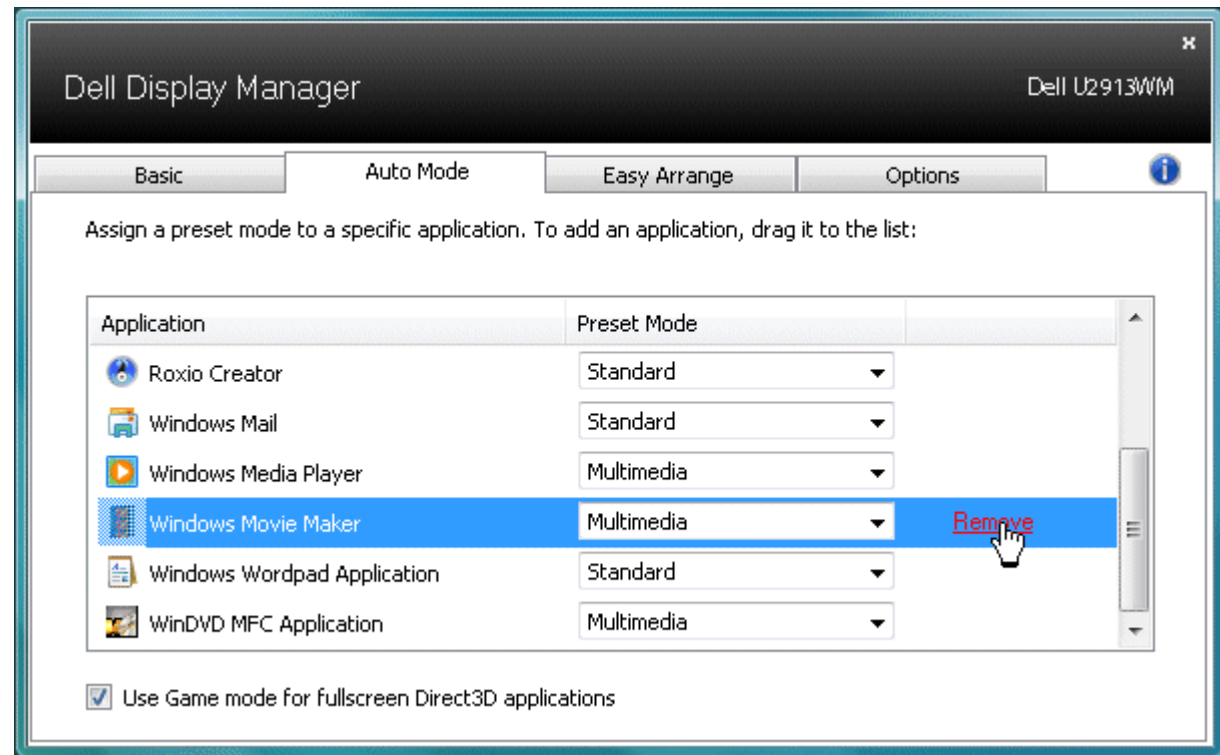 Dell Display Manager
Dell U2913WM
Basic Auto Mode Easy Arrange Options
Assign a preset mode to a specific application. To add an application, drag it to the list:
Application Preset Mode
Roxio Creator Standard
Windows Mail Standard
Windows Media Player Multimedia
Windows Movie Maker Multimedia Remove
Windows Wordpad Application Standard
WinDVD MFC Application Multimedia
Use Game mode for fullscreen Direct3D applications